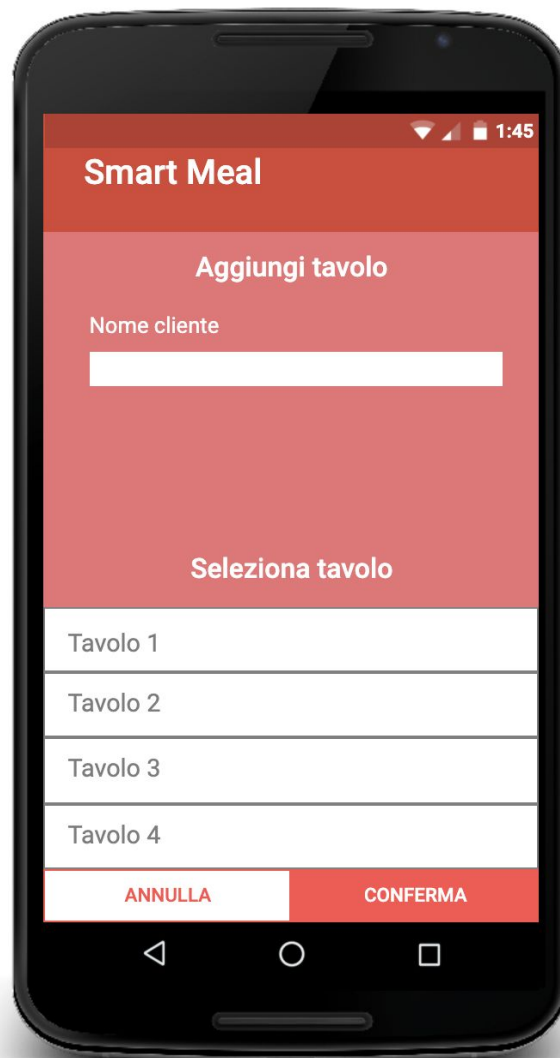 1:45
Smart Meal
Aggiungi tavolo
Nome cliente
Seleziona tavolo
Tavolo 1
Tavolo 2
Tavolo 3
Tavolo 4
ANNULLA CONFERMA